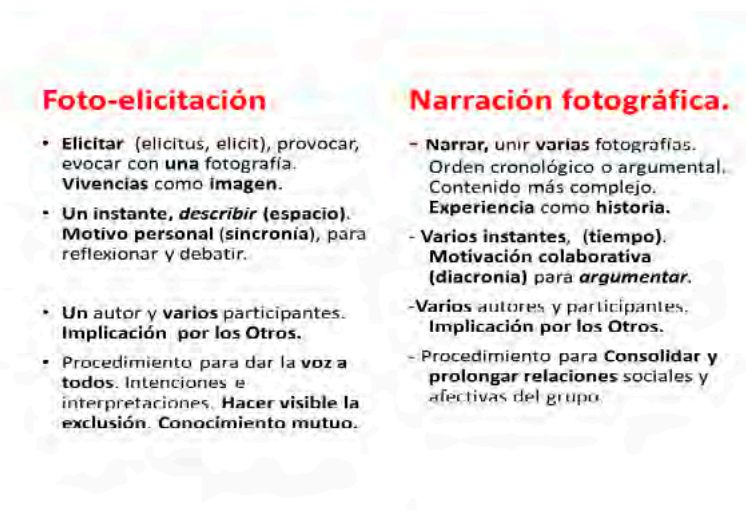 Foto-elicitación
• Elicitar (elicitus, elicit), provocar,
evocar con una fotografía.
Vivencias como imagen.
• Un instante, describir (espacio).
Motivo personal (sincronía), para
reflexionar y debatir.
• Un autor y varios participantes.
Implicación por los Otros.
• Procedimiento para dar la voz a
todos. Intenciones e
interpretaciones. Hacer visible la
exclusión. Conocimiento mutuo.
Narración fotográfica.
- Narrar, unir varias fotografías.
Orden cronológico o argumental.
Contenido más complejo.
Experiencia como historia.
- Varios instantes, (tiempo).
Motivación colaborativa
(diacronia) para argumentar.
-Varios autores y participantes.
Implicación por los Otros.
- Procedimiento para Consolidar y
prolongar relaciones sociales y
afectivas del grupo